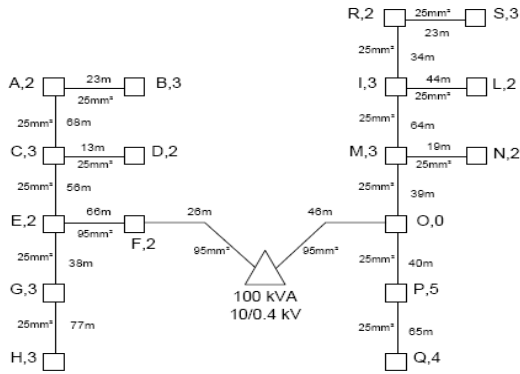 R,2 25mm² S,3
23m
25mm² 34m
A,2 23m B,3
25mm²
I,3 44m L,2
25mm²
25mm² 68m
25mm² 64m
C,3 13m D,2
25mm²
M,3 19m N,2
25mm²
25mm² 56m
25mm² 39m
E,2 66m 26m
95mm² F,2 95mm²
46m O,0
95mm²
25mm² 38m
100 kVA
10/0.4 kV
25mm² 40m
G,3
P,5
25mm² 77m
25mm² 65m
H,3
Q,4